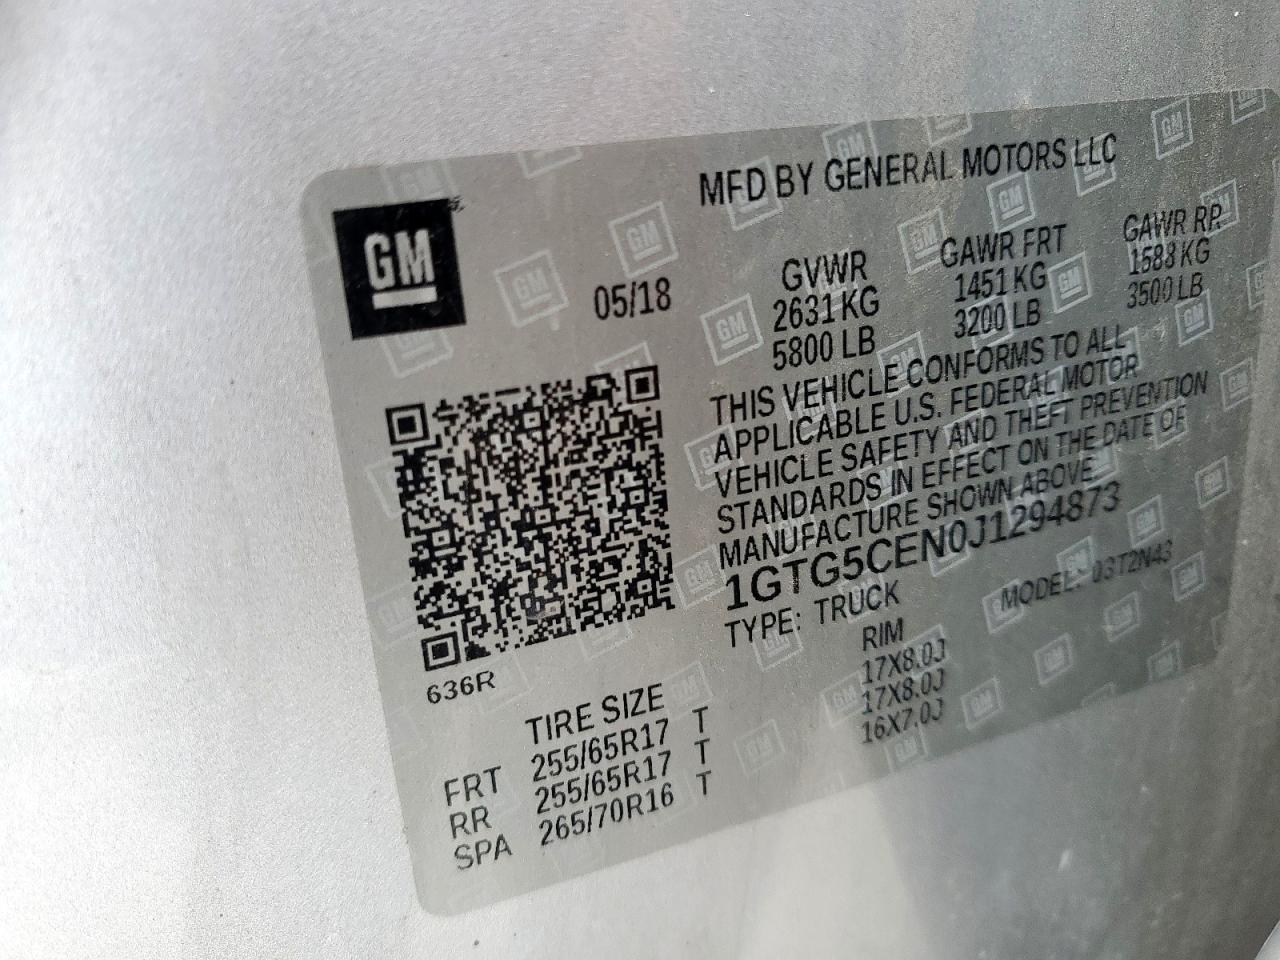 GM
MFD BY GENERAL MOTORS LLC
05/18
GVWR GAWR FRT GAWR RR
2631 KG 1451 KG 1588 KG
5800 LB 3200 LB 3500 LB
THIS VEHICLE CONFORMS TO ALL
APPLICABLE U.S. FEDERAL MOTOR
VEHICLE SAFETY AND THEFT PREVENTION
STANDARDS IN EFFECT ON THE DATE OF
MANUFACTURE SHOWN ABOVE
1GTG5CEN0J1294873
TYPE: TRUCK MODEL: 03T2N43
636R
TIRE SIZE RIM
FRT 255/65R17 T 17X8.0J
RR 255/65R17 T 17X8.0J
SPA 265/70R16 T 16X7.0J